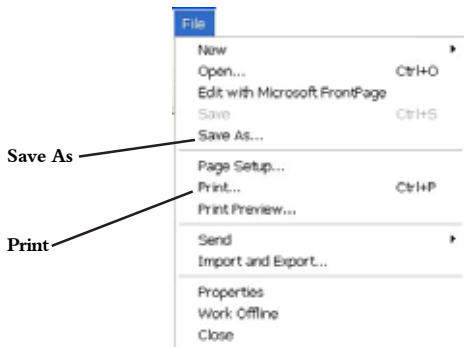 File
New
Open... Ctrl+O
Edit with Microsoft FrontPage
Save Ctrl+S
Save As...
Save As
Page Setup...
Print... Ctrl+P
Print Preview...
Print
Send
Import and Export...
Properties
Work Offline
Close